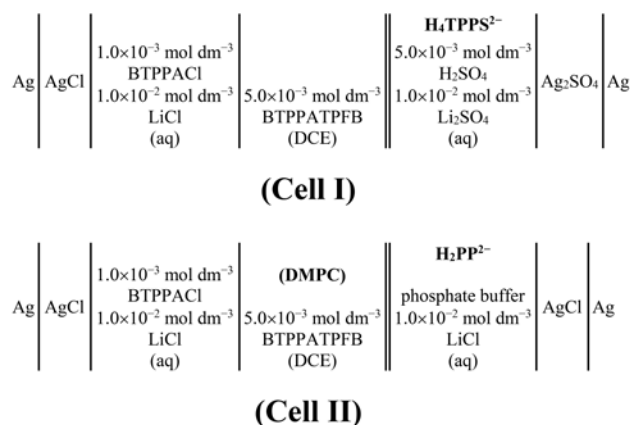 H₄TPPS²⁻
1.0×10⁻³ mol dm⁻³ 5.0×10⁻³ mol dm⁻³
BTPPACl H₂SO₄
Ag AgCl 1.0×10⁻² mol dm⁻³ 5.0×10⁻³ mol dm⁻³ 1.0×10⁻² mol dm⁻³ Ag₂SO₄ Ag
LiCl BTPPATPFB Li₂SO₄
(aq) (DCE) (aq)
(Cell I)
H₂PP²⁻
1.0×10⁻³ mol dm⁻³ (DMPC)
BTPPACl phosphate buffer
Ag AgCl 1.0×10⁻² mol dm⁻³ 5.0×10⁻³ mol dm⁻³ 1.0×10⁻² mol dm⁻³ AgCl Ag
LiCl BTPPATPFB LiCl
(aq) (DCE) (aq)
(Cell II)